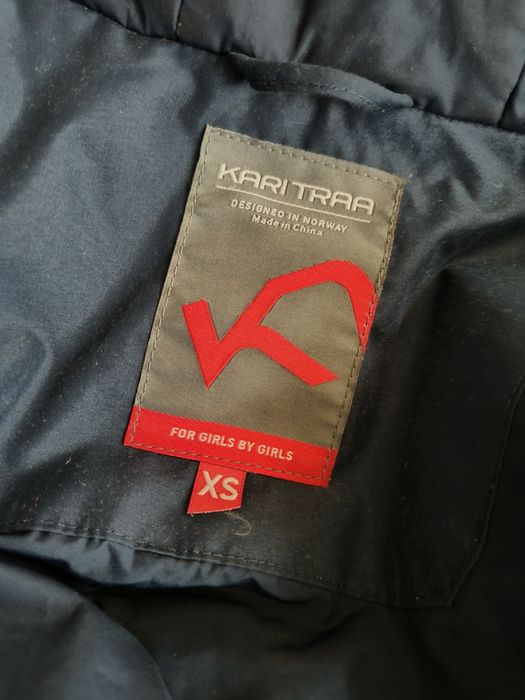 KARI TRAA
DESIGNED IN NORWAY
Made in China
FOR GIRLS BY GIRLS
XS